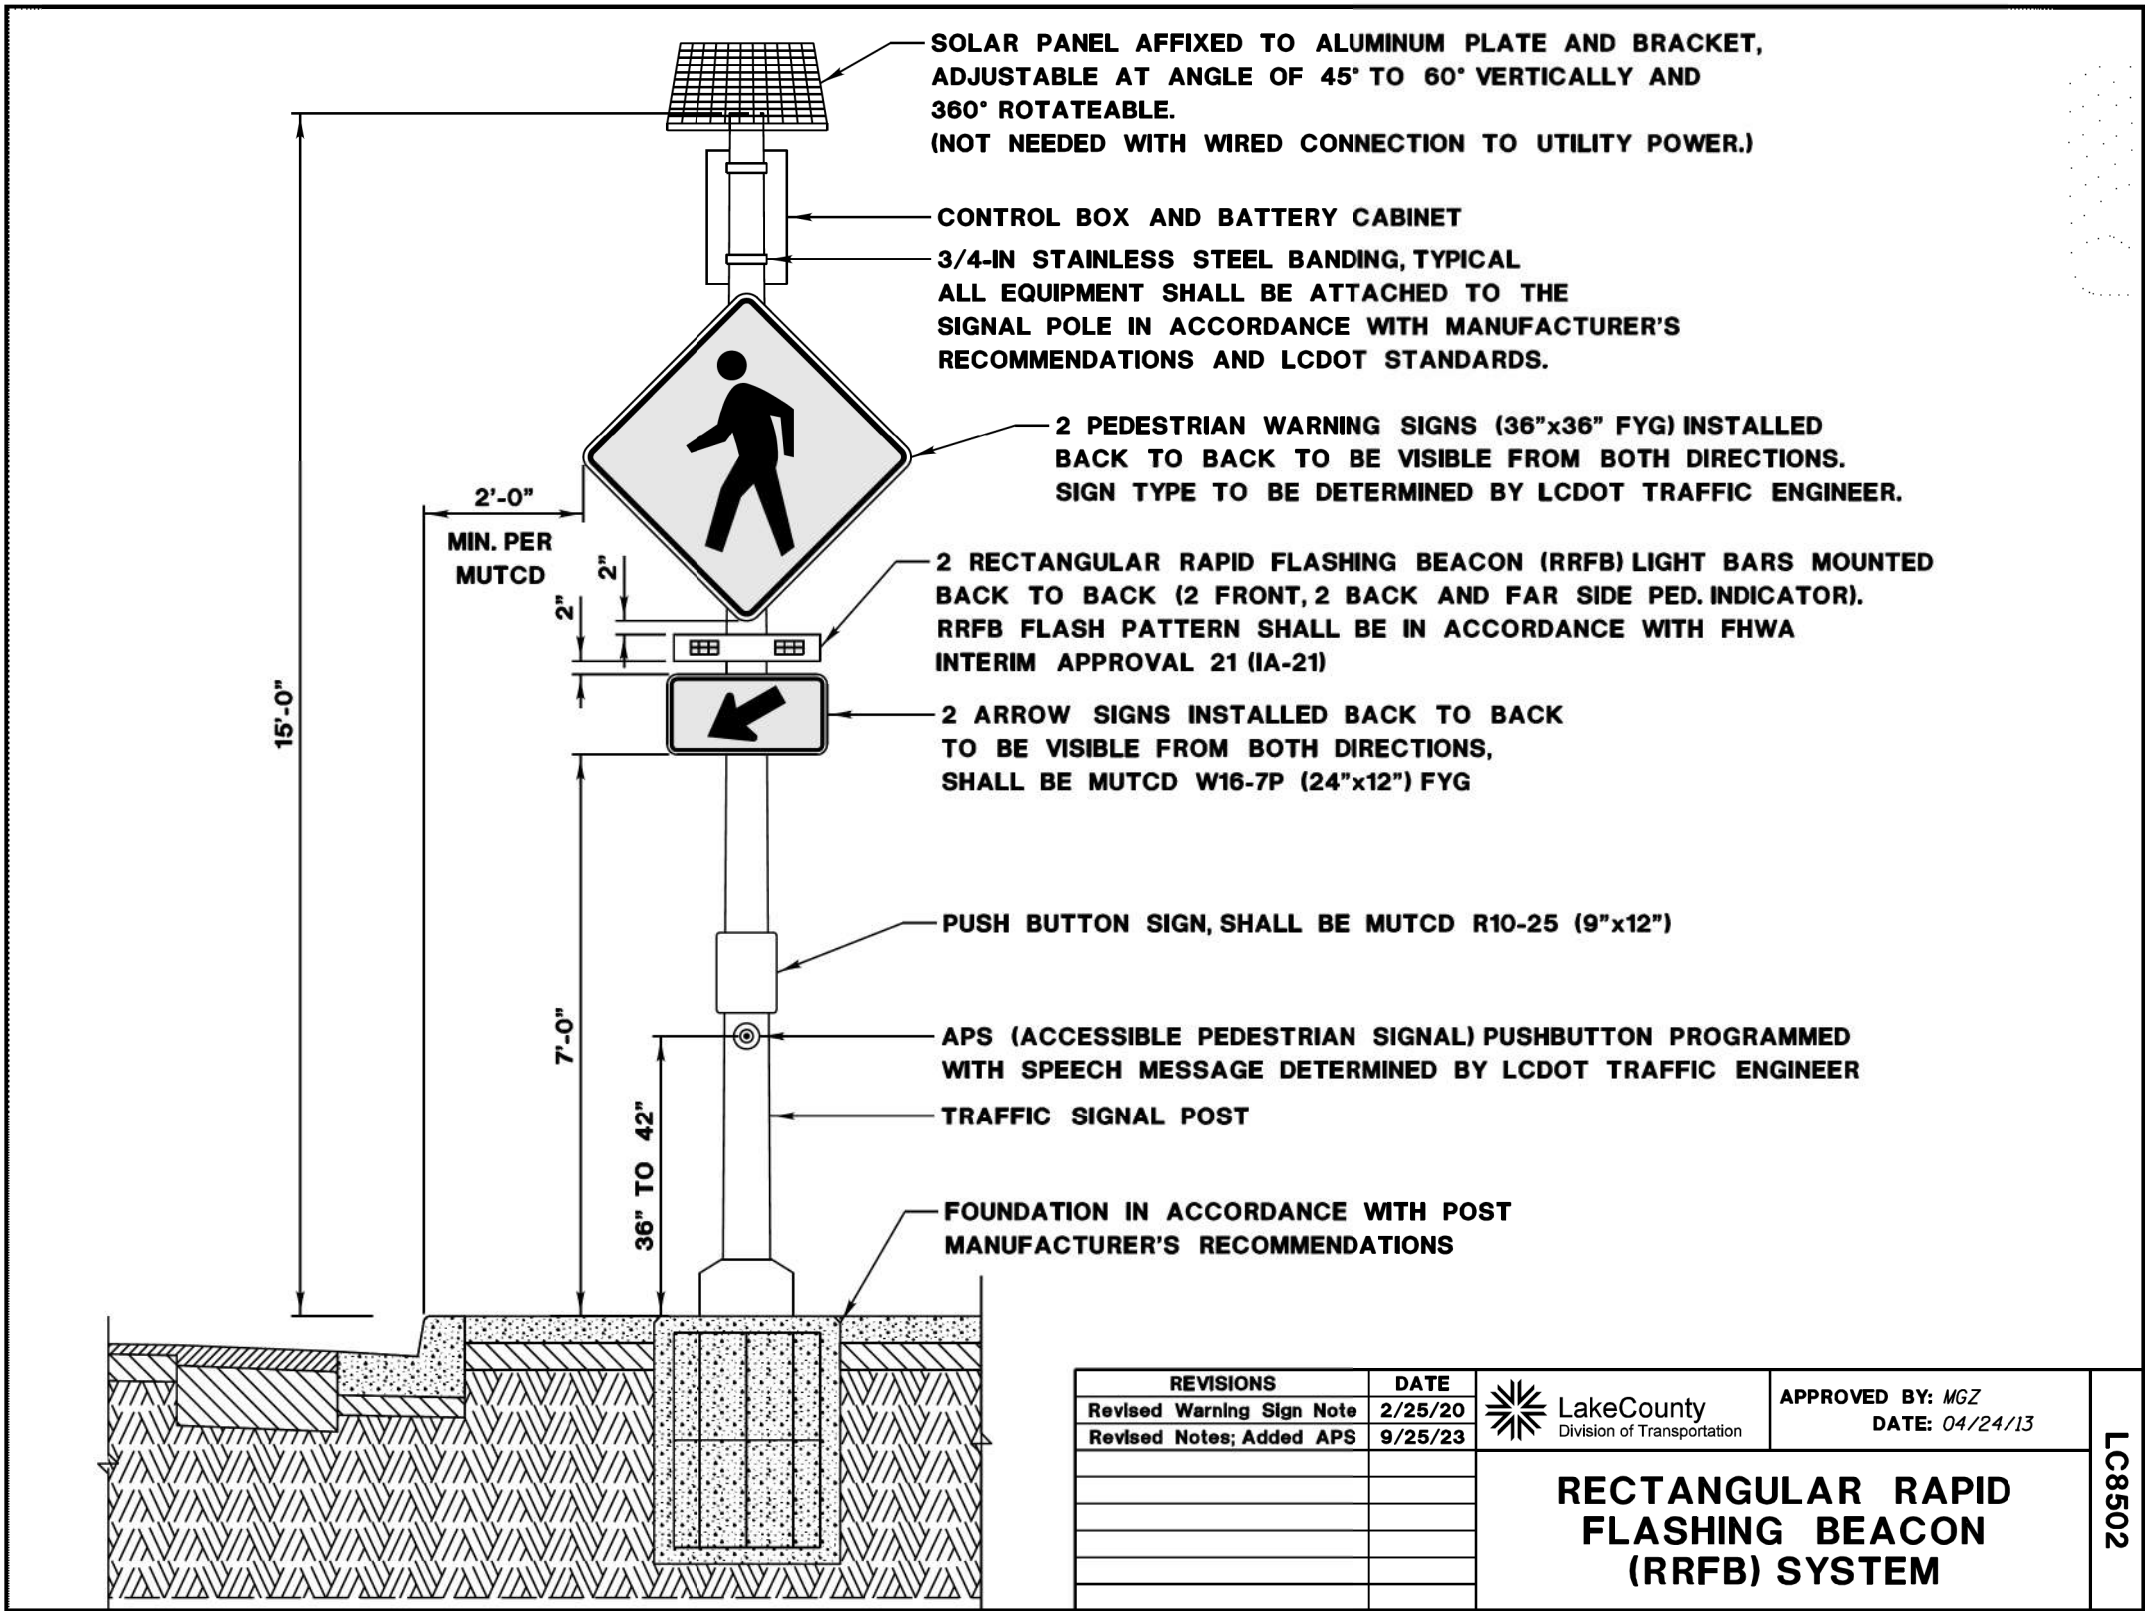 SOLAR PANEL AFFIXED TO ALUMINUM PLATE AND BRACKET,
ADJUSTABLE AT ANGLE OF 45° TO 60° VERTICALLY AND
360° ROTATEABLE.
(NOT NEEDED WITH WIRED CONNECTION TO UTILITY POWER.)
CONTROL BOX AND BATTERY CABINET
3/4-IN STAINLESS STEEL BANDING, TYPICAL
ALL EQUIPMENT SHALL BE ATTACHED TO THE
SIGNAL POLE IN ACCORDANCE WITH MANUFACTURER'S
RECOMMENDATIONS AND LCDOT STANDARDS.
2 PEDESTRIAN WARNING SIGNS (36"x36" FYG) INSTALLED
BACK TO BACK TO BE VISIBLE FROM BOTH DIRECTIONS.
SIGN TYPE TO BE DETERMINED BY LCDOT TRAFFIC ENGINEER.
2'-0"
MIN. PER
MUTCD
2"
2"
15'-0"
2 RECTANGULAR RAPID FLASHING BEACON (RRFB) LIGHT BARS MOUNTED
BACK TO BACK (2 FRONT, 2 BACK AND FAR SIDE PED. INDICATOR).
RRFB FLASH PATTERN SHALL BE IN ACCORDANCE WITH FHWA
INTERIM APPROVAL 21 (IA-21)
2 ARROW SIGNS INSTALLED BACK TO BACK
TO BE VISIBLE FROM BOTH DIRECTIONS,
SHALL BE MUTCD W16-7P (24"x12") FYG
PUSH BUTTON SIGN, SHALL BE MUTCD R10-25 (9"x12")
7'-0"
APS (ACCESSIBLE PEDESTRIAN SIGNAL) PUSHBUTTON PROGRAMMED
WITH SPEECH MESSAGE DETERMINED BY LCDOT TRAFFIC ENGINEER
TRAFFIC SIGNAL POST
36" TO 42"
FOUNDATION IN ACCORDANCE WITH POST
MANUFACTURER'S RECOMMENDATIONS
REVISIONS DATE
Revised Warning Sign Note 2/25/20
Revised Notes; Added APS 9/25/23
LakeCounty
Division of Transportation
APPROVED BY: MGZ
DATE: 04/24/13
RECTANGULAR RAPID
FLASHING BEACON
(RRFB) SYSTEM
LC8502